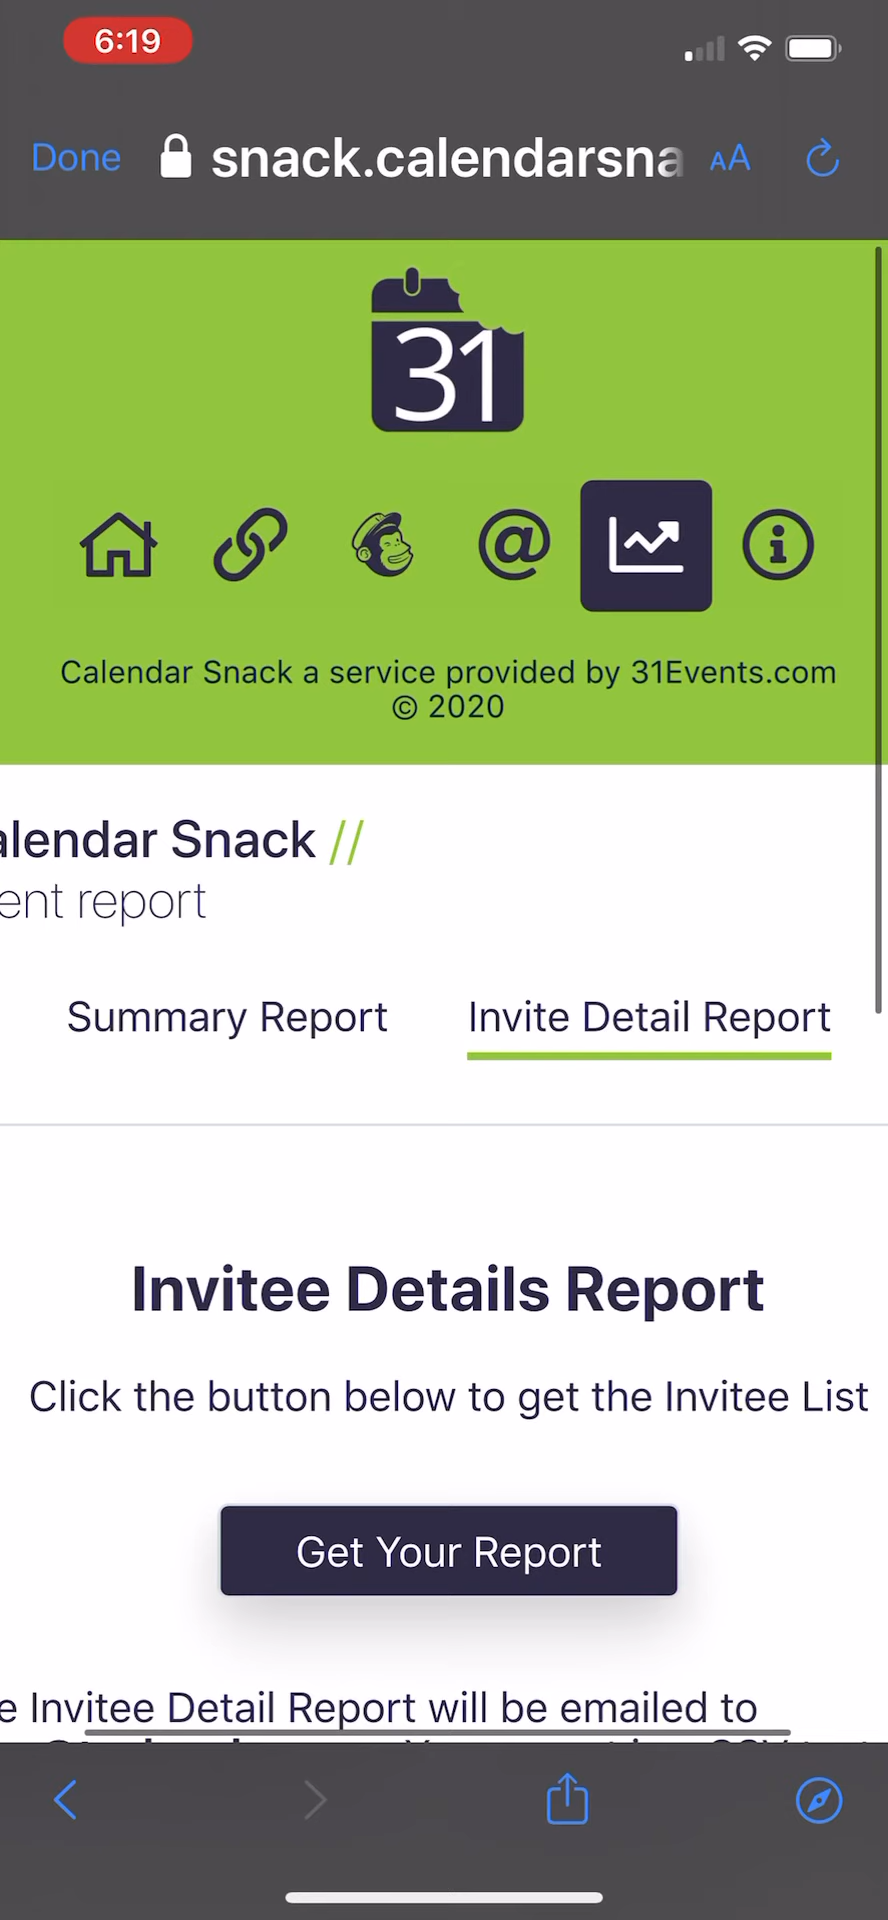 6:19
Done snack.calendarsna AA
31
Calendar Snack a service provided by 31Events.com
© 2020
alendar Snack //
ent report
Summary Report Invite Detail Report
Invitee Details Report
Click the button below to get the Invitee List
Get Your Report
e Invitee Detail Report will be emailed to